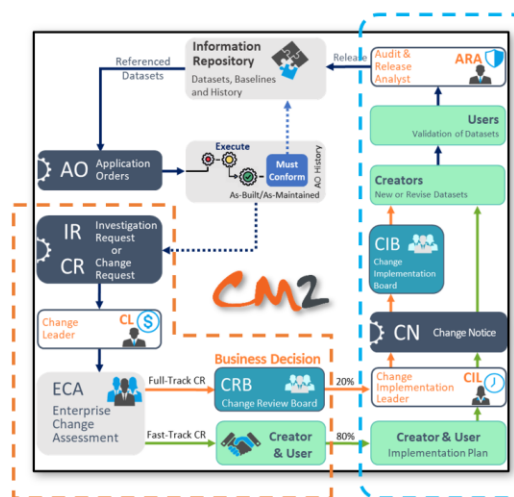 Information
Repository
Datasets, Baselines
and History
Referenced
Datasets
Release
Audit &
Release
Analyst
ARA
Users
Validation of Datasets
Creators
New or Revise Datasets
AO
Application
Orders
Execute
Must
Conform
AO History
As-Built/As-Maintained
IR
CR
Investigation
Request
or
Change
Request
CIB
Change
Implementation
Board
CM2
CN
Change Notice
Change
Leader
CL
$
Business Decision
ECA
Enterprise
Change
Assessment
Full-Track CR
CRB
Change Review Board
20%
Change
Implementation
Leader
CIL
Fast-Track CR
Creator
& User
80%
Creator & User
Implementation Plan